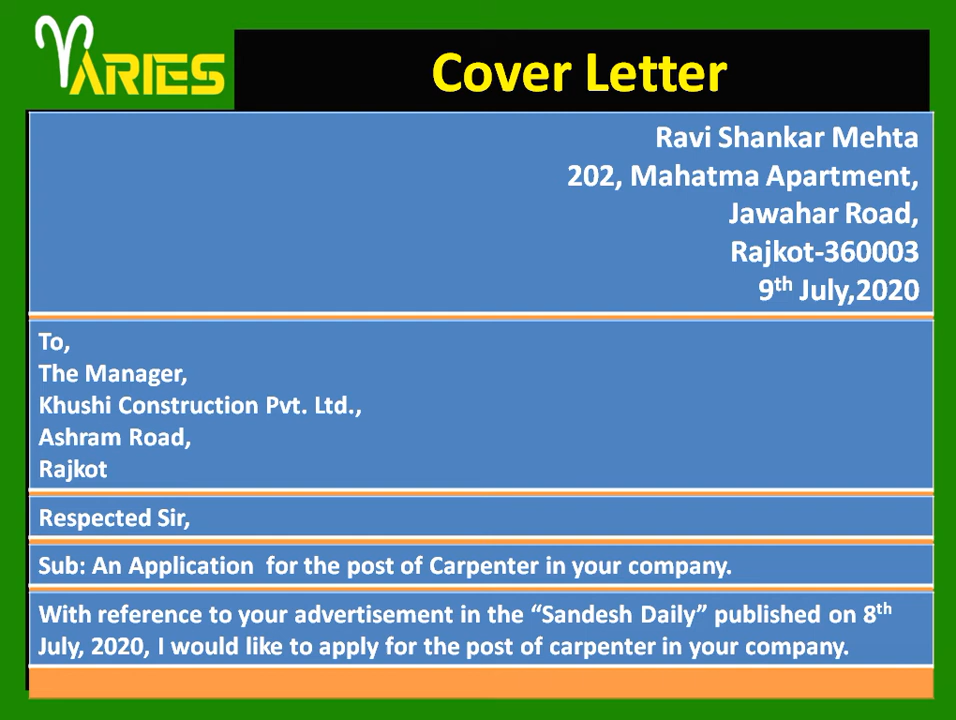 ARIES
Cover Letter
Ravi Shankar Mehta
202, Mahatma Apartment,
Jawahar Road,
Rajkot-360003
9th July,2020
To,
The Manager,
Khushi Construction Pvt. Ltd.,
Ashram Road,
Rajkot
Respected Sir,
Sub: An Application  for the post of Carpenter in your company.
With reference to your advertisement in the “Sandesh Daily” published on 8th
July, 2020, I would like to apply for the post of carpenter in your company.